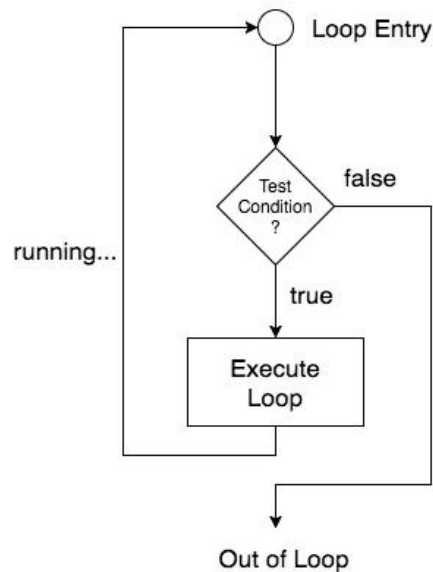 Loop Entry
Test
Condition
?
false
running...
true
Execute
Loop
Out of Loop